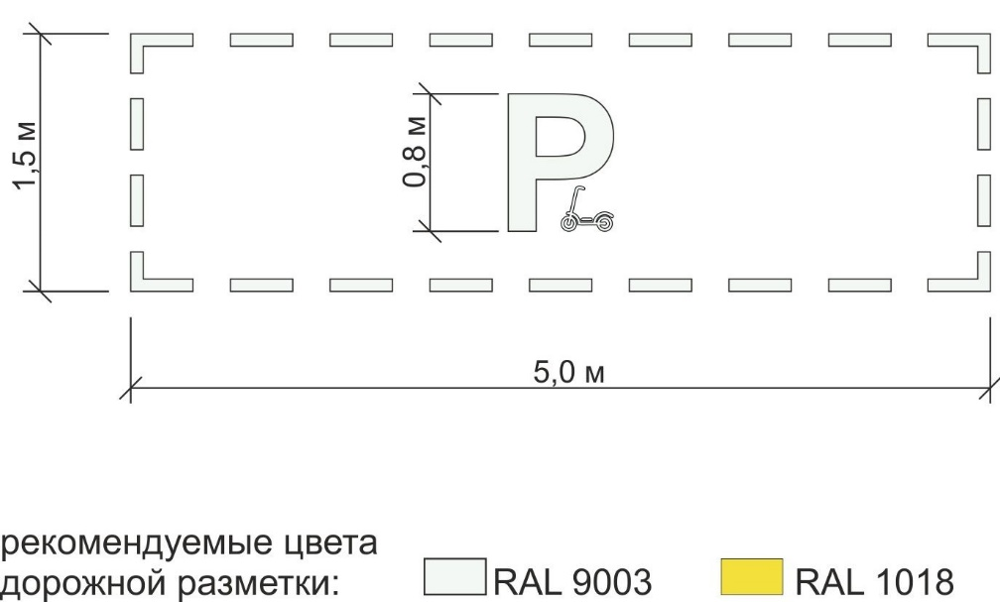 1,5 м
0,8 м
P
5,0 м
рекомендуемые цвета
дорожной разметки:
RAL 9003
RAL 1018